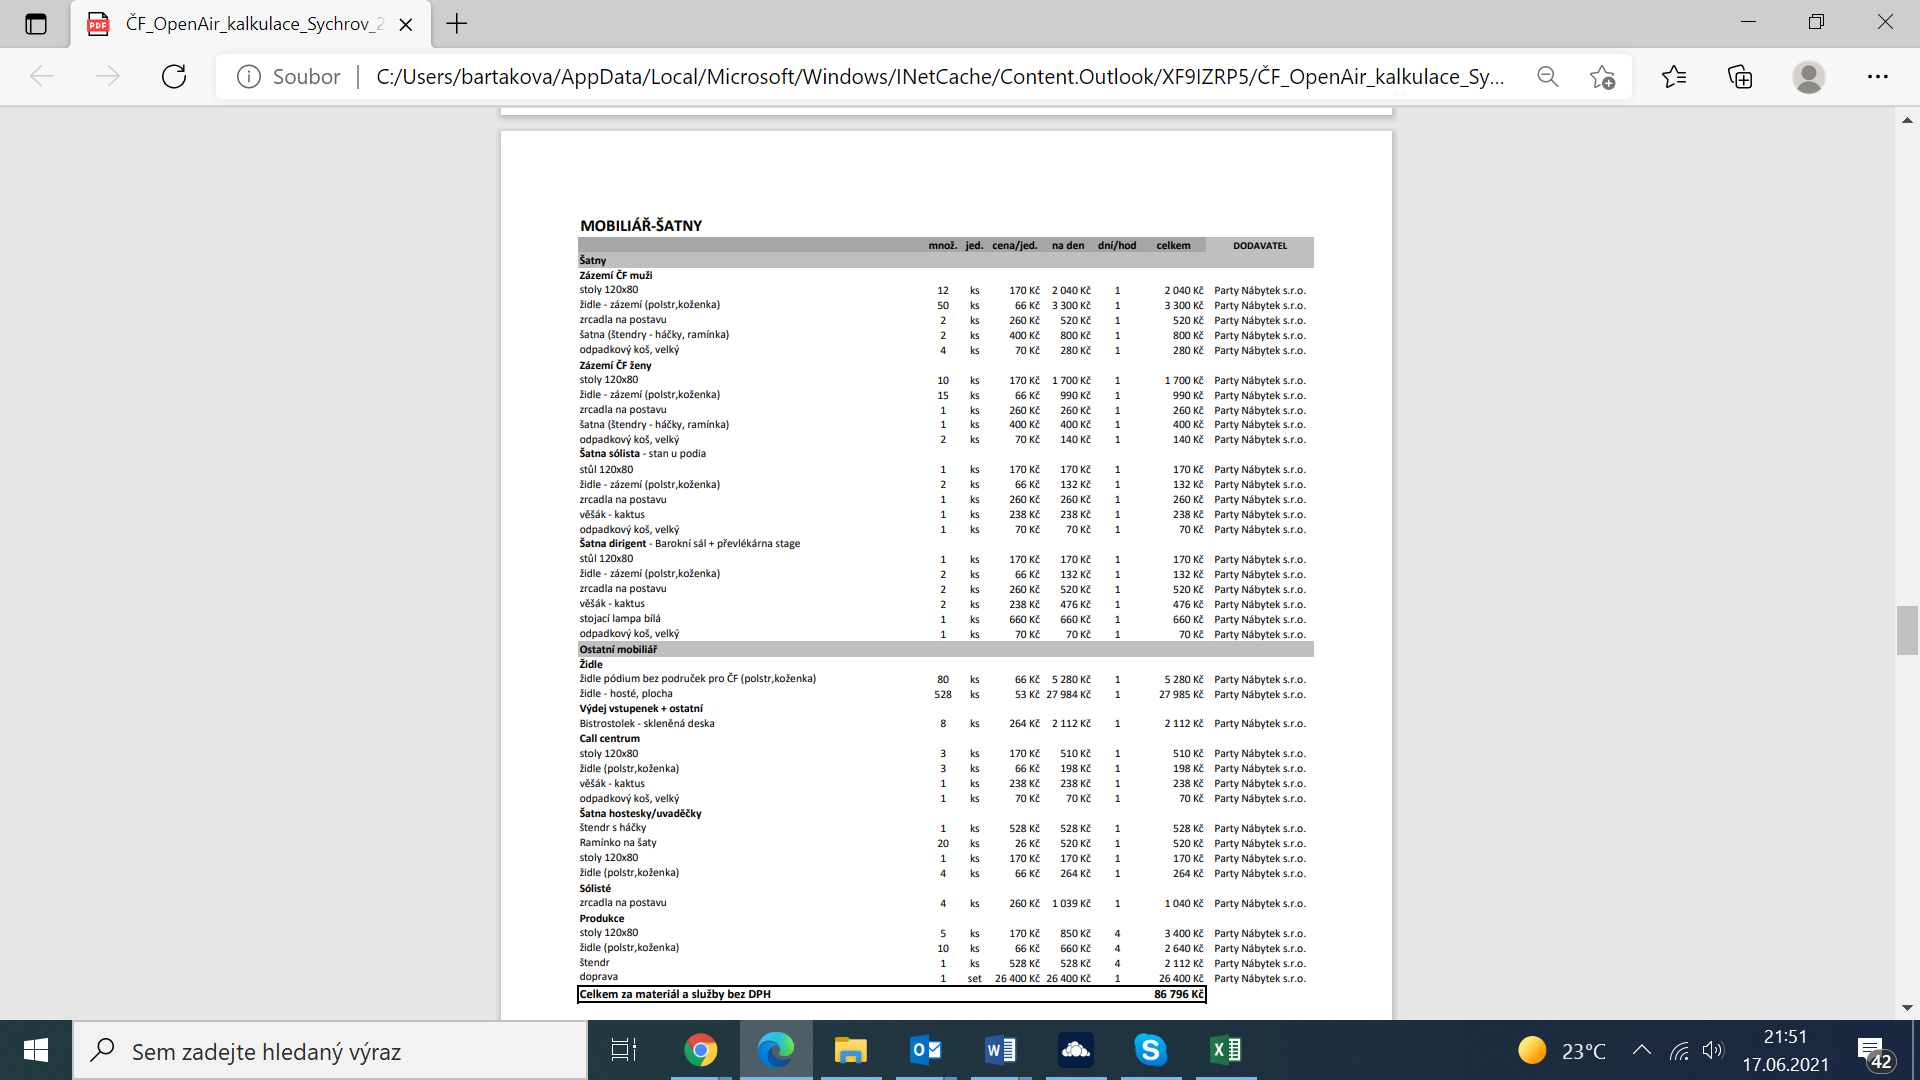 ČF_OpenAir_kalkulace_Sychrov_2
Soubor | C:/Users/bartakova/AppData/Local/Microsoft/Windows/INetCache/Content.Outlook/XF9IZRP5/ČF_OpenAir_kalkulace_Sy...
MOBILIÁŘ-ŠATNY
množ. jed. cena/jed. na den dní/hod celkem DODAVATEL
Šatny
Zázemí ČF muži
stoly 120x80 12 ks 170 Kč 2 040 Kč 1 2 040 Kč Party Nábytek s.r.o.
židle - zázemí (polstr,koženka) 50 ks 66 Kč 3 300 Kč 1 3 300 Kč Party Nábytek s.r.o.
zrcadla na postavu 2 ks 260 Kč 520 Kč 1 520 Kč Party Nábytek s.r.o.
šatna (štendry - háčky, ramínka) 2 ks 400 Kč 800 Kč 1 800 Kč Party Nábytek s.r.o.
odpadkový koš, velký 4 ks 70 Kč 280 Kč 1 280 Kč Party Nábytek s.r.o.
Zázemí ČF ženy
stoly 120x80 10 ks 170 Kč 1 700 Kč 1 1 700 Kč Party Nábytek s.r.o.
židle - zázemí (polstr,koženka) 15 ks 66 Kč 990 Kč 1 990 Kč Party Nábytek s.r.o.
zrcadla na postavu 1 ks 260 Kč 260 Kč 1 260 Kč Party Nábytek s.r.o.
šatna (štendry - háčky, ramínka) 1 ks 400 Kč 400 Kč 1 400 Kč Party Nábytek s.r.o.
odpadkový koš, velký 2 ks 70 Kč 140 Kč 1 140 Kč Party Nábytek s.r.o.
Šatna sólista - stan u podia
stůl 120x80 1 ks 170 Kč 170 Kč 1 170 Kč Party Nábytek s.r.o.
židle - zázemí (polstr,koženka) 2 ks 66 Kč 132 Kč 1 132 Kč Party Nábytek s.r.o.
zrcadla na postavu 1 ks 260 Kč 260 Kč 1 260 Kč Party Nábytek s.r.o.
věšák - kaktus 1 ks 238 Kč 238 Kč 1 238 Kč Party Nábytek s.r.o.
odpadkový koš, velký 1 ks 70 Kč 70 Kč 1 70 Kč Party Nábytek s.r.o.
Šatna dirigent - Barokní sál + převlékárna stage
stůl 120x80 1 ks 170 Kč 170 Kč 1 170 Kč Party Nábytek s.r.o.
židle - zázemí (polstr,koženka) 2 ks 66 Kč 132 Kč 1 132 Kč Party Nábytek s.r.o.
zrcadla na postavu 2 ks 260 Kč 520 Kč 1 520 Kč Party Nábytek s.r.o.
věšák - kaktus 2 ks 238 Kč 476 Kč 1 476 Kč Party Nábytek s.r.o.
stojací lampa bílá 1 ks 660 Kč 660 Kč 1 660 Kč Party Nábytek s.r.o.
odpadkový koš, velký 1 ks 70 Kč 70 Kč 1 70 Kč Party Nábytek s.r.o.
Ostatní mobiliář
Židle
židle pódium bez područek pro ČF (polstr,koženka) 80 ks 66 Kč 5 280 Kč 1 5 280 Kč Party Nábytek s.r.o.
židle - hosté, plocha 528 ks 53 Kč 27 984 Kč 1 27 985 Kč Party Nábytek s.r.o.
Výdej vstupenek + ostatní
Bistrostolek - skleněná deska 8 ks 264 Kč 2 112 Kč 1 2 112 Kč Party Nábytek s.r.o.
Call centrum
stoly 120x80 3 ks 170 Kč 510 Kč 1 510 Kč Party Nábytek s.r.o.
židle (polstr,koženka) 3 ks 66 Kč 198 Kč 1 198 Kč Party Nábytek s.r.o.
věšák - kaktus 1 ks 238 Kč 238 Kč 1 238 Kč Party Nábytek s.r.o.
odpadkový koš, velký 1 ks 70 Kč 70 Kč 1 70 Kč Party Nábytek s.r.o.
Šatna hostesky/uvaděčky
štendr s háčky 1 ks 528 Kč 528 Kč 1 528 Kč Party Nábytek s.r.o.
Ramínko na šaty 20 ks 26 Kč 520 Kč 1 520 Kč Party Nábytek s.r.o.
stoly 120x80 1 ks 170 Kč 170 Kč 1 170 Kč Party Nábytek s.r.o.
židle (polstr,koženka) 4 ks 66 Kč 264 Kč 1 264 Kč Party Nábytek s.r.o.
Sólisté
zrcadla na postavu 4 ks 260 Kč 1 039 Kč 1 1 040 Kč Party Nábytek s.r.o.
Produkce
stoly 120x80 5 ks 170 Kč 850 Kč 4 3 400 Kč Party Nábytek s.r.o.
židle (polstr,koženka) 10 ks 66 Kč 660 Kč 4 2 640 Kč Party Nábytek s.r.o.
štendr 1 ks 528 Kč 528 Kč 4 2 112 Kč Party Nábytek s.r.o.
doprava 1 set 26 400 Kč 26 400 Kč 1 26 400 Kč Party Nábytek s.r.o.
Celkem za materiál a služby bez DPH 86 796 Kč
Sem zadejte hledaný výraz
23°C
21:51
17.06.2021
42